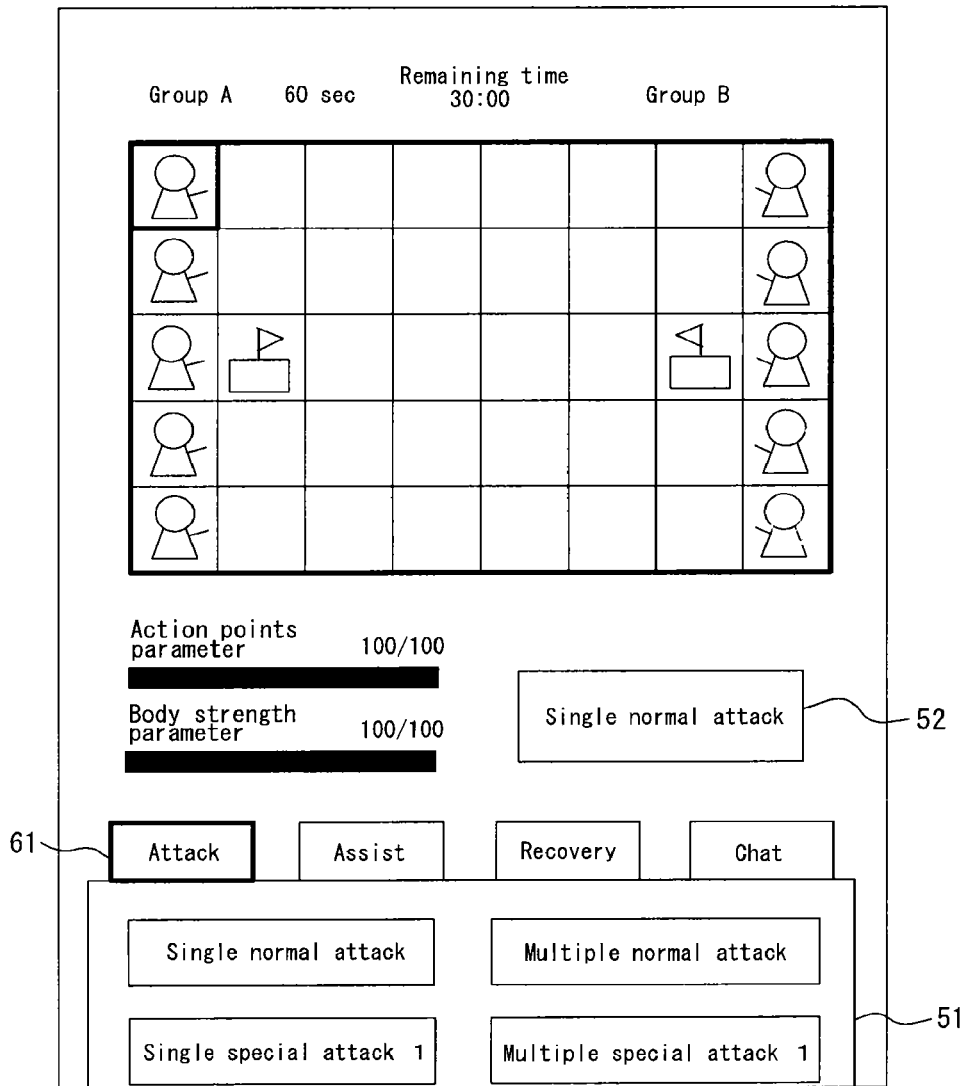 Group A 60 sec Remaining time Group B
30:00
Action points
parameter 100/100
Body strength
parameter 100/100
Single normal attack 52
61 Attack Assist Recovery Chat
Single normal attack Multiple normal attack
51
Single special attack 1 Multiple special attack 1